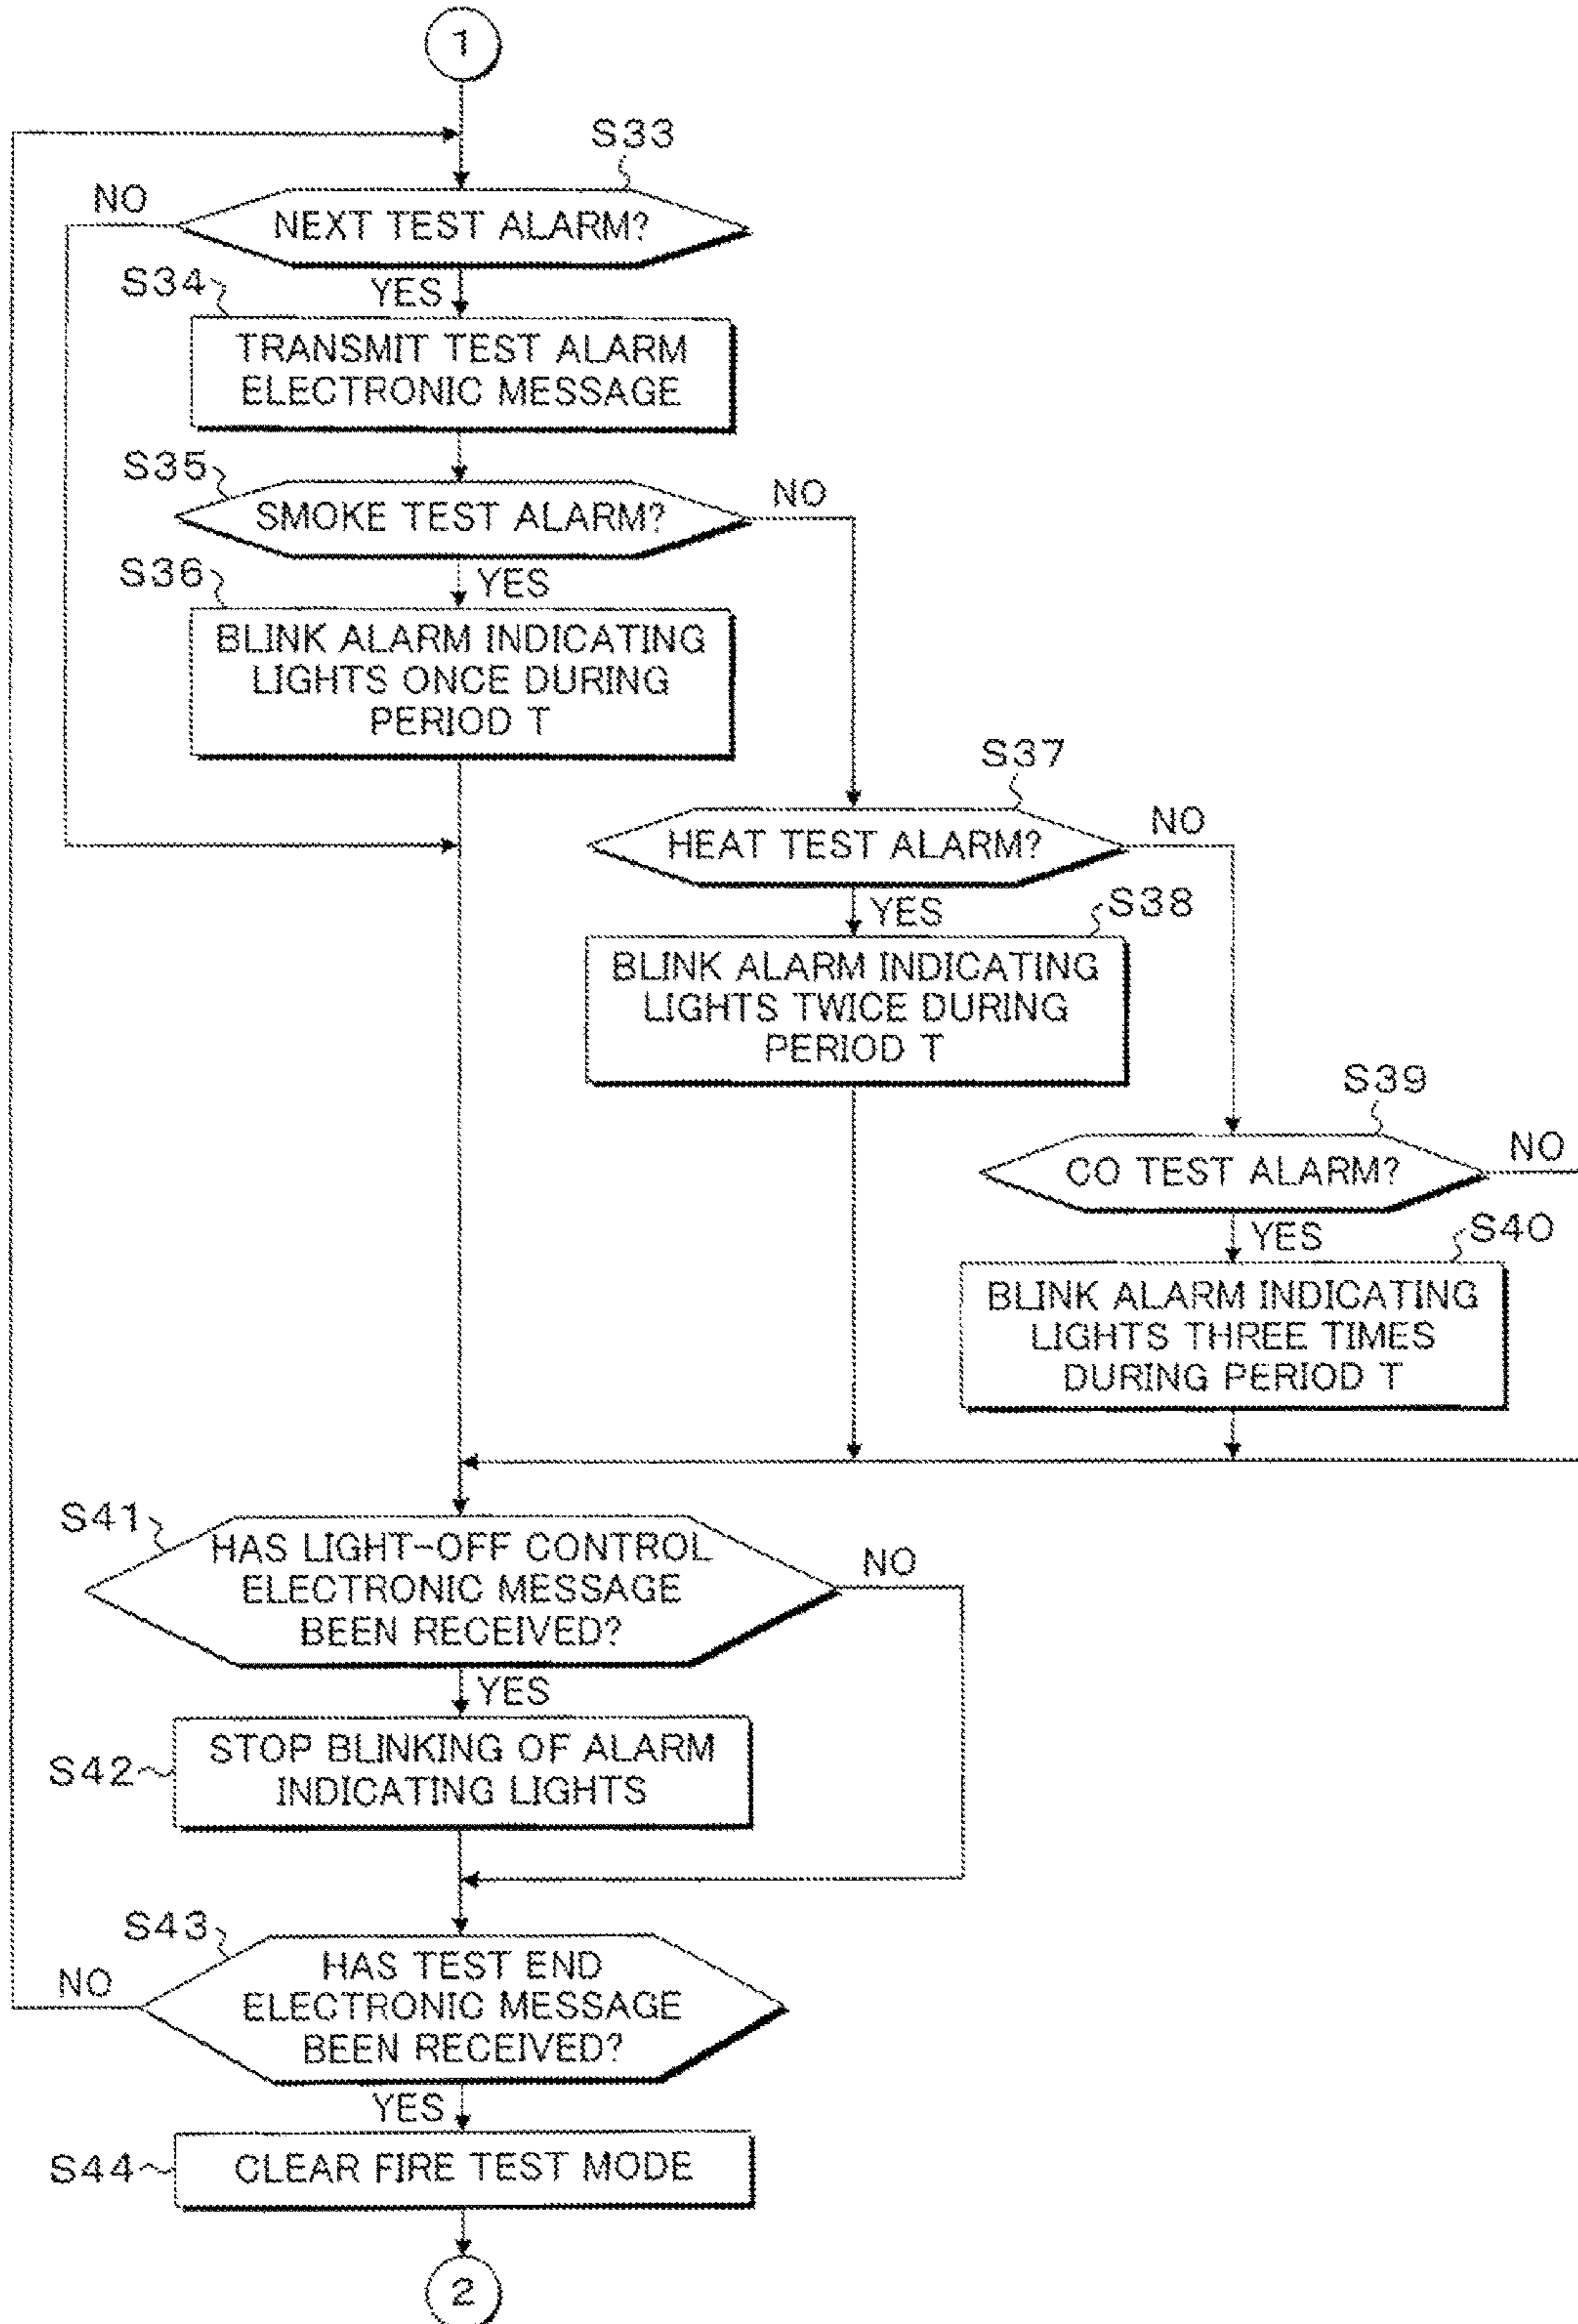 1
S33
NO
NEXT TEST ALARM?
S34
YES
TRANSMIT TEST ALARM
ELECTRONIC MESSAGE
S35
NO
SMOKE TEST ALARM?
S36
YES
BLINK ALARM INDICATING
LIGHTS ONCE DURING
PERIOD T
S37
NO
HEAT TEST ALARM?
YES
S38
BLINK ALARM INDICATING
LIGHTS TWICE DURING
PERIOD T
S39
NO
CO TEST ALARM?
YES
S40
BLINK ALARM INDICATING
LIGHTS THREE TIMES
DURING PERIOD T
S41
HAS LIGHT-OFF CONTROL
ELECTRONIC MESSAGE
BEEN RECEIVED?
NO
YES
S42
STOP BLINKING OF ALARM
INDICATING LIGHTS
S43
NO
HAS TEST END
ELECTRONIC MESSAGE
BEEN RECEIVED?
YES
S44
CLEAR FIRE TEST MODE
2